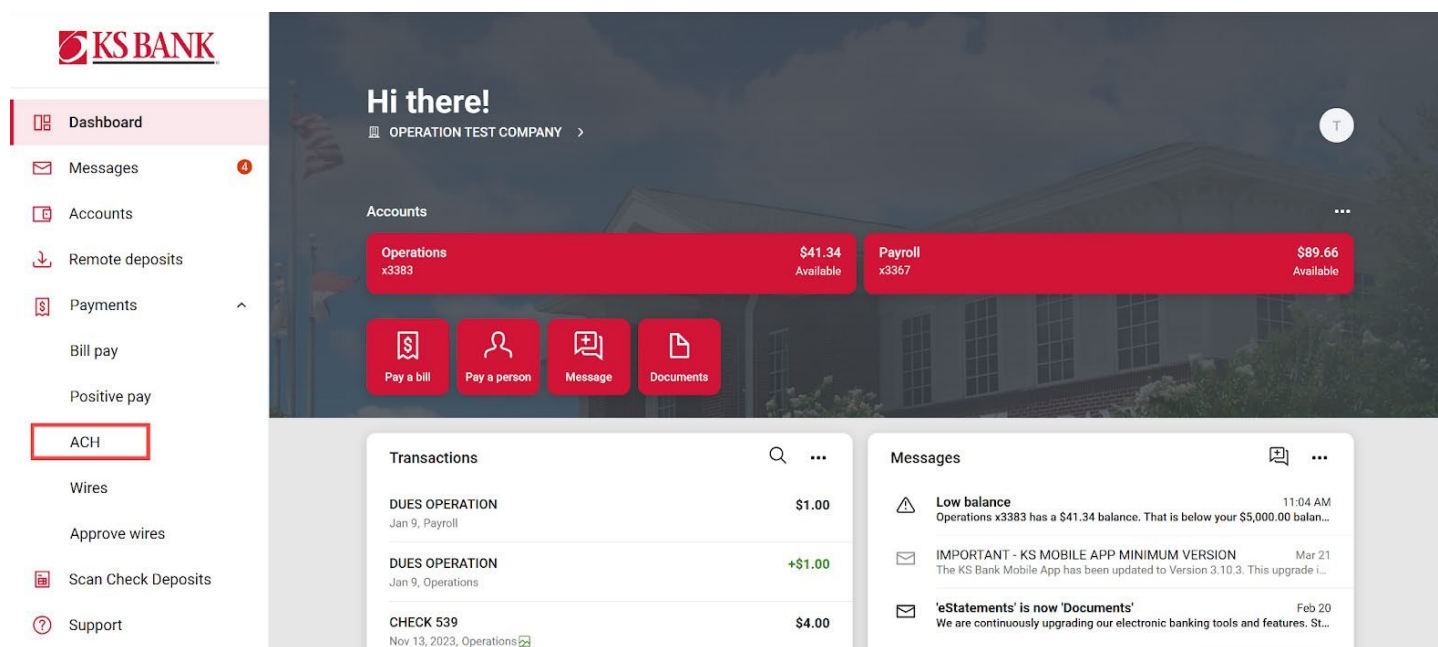 KS BANK
Dashboard
Messages
4
Accounts
Remote deposits
Payments
Bill pay
Positive pay
ACH
Wires
Approve wires
Scan Check Deposits
Support
Hi there!
OPERATION TEST COMPANY >
T
Accounts
Operations $41.34
x3383 Available
Payroll $89.66
x3367 Available
Pay a bill
Pay a person
Message
Documents
Transactions
DUES OPERATION $1.00
Jan 9, Payroll
DUES OPERATION +$1.00
Jan 9, Operations
CHECK 539 $4.00
Nov 13, 2023, Operations
Messages
Low balance 11:04 AM
Operations x3383 has a $41.34 balance. That is below your $5,000.00 balan...
IMPORTANT - KS MOBILE APP MINIMUM VERSION Mar 21
The KS Bank Mobile App has been updated to Version 3.10.3. This upgrade i...
'eStatements' is now 'Documents' Feb 20
We are continuously upgrading our electronic banking tools and features. St...